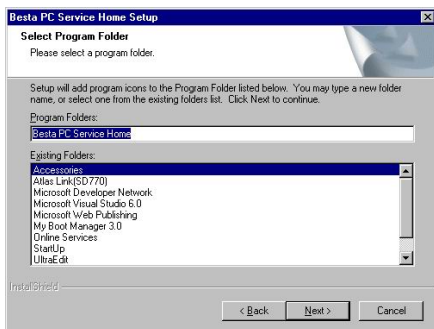 Besta PC Service Home Setup
Select Program Folder
Please select a program folder.
Setup will add program icons to the Program Folder listed below. You may type a new folder
name, or select one from the existing folders list. Click Next to continue.
Program Folders:
Besta PC Service Home
Existing Folders:
Accessories
Atlas Link(SD770)
Microsoft Developer Network
Microsoft Visual Studio 6.0
Microsoft Web Publishing
My Boot Manager 3.0
Online Services
StartUp
UltraEdit
InstallShield
< Back
Next >
Cancel